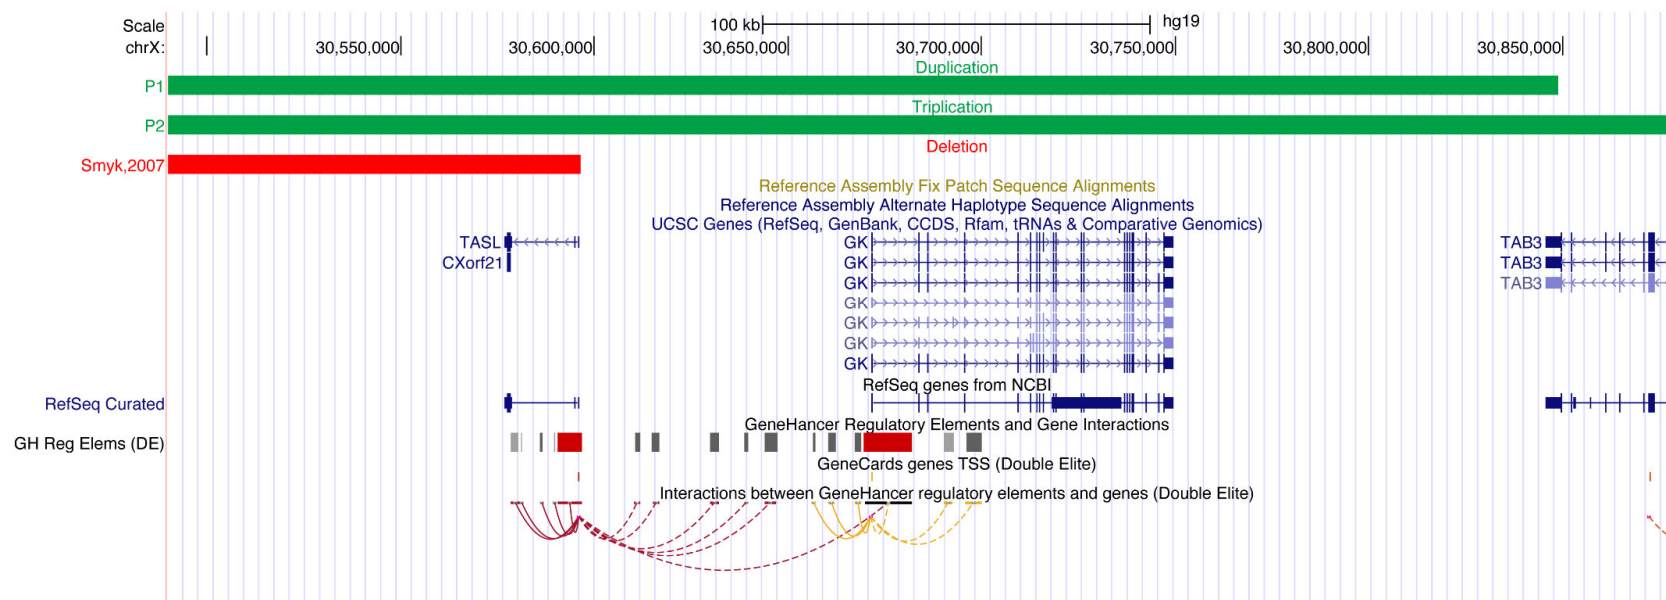 Scale 100 kb hg19
chrX: 30,550,000 30,600,000 30,650,000 30,700,000 30,750,000 30,800,000 30,850,000
Duplication
P1
Triplication
P2
Deletion
Smyk,2007
Reference Assembly Fix Patch Sequence Alignments
Reference Assembly Alternate Haplotype Sequence Alignments
UCSC Genes (RefSeq, GenBank, CCDS, Rfam, tRNAs & Comparative Genomics)
TASL GK TAB3
CXorf21 GK TAB3
GK TAB3
GK
GK
GK
GK
RefSeq genes from NCBI
RefSeq Curated
GeneHancer Regulatory Elements and Gene Interactions
GH Reg Elems (DE)
GeneCards genes TSS (Double Elite)
Interactions between GeneHancer regulatory elements and genes (Double Elite)